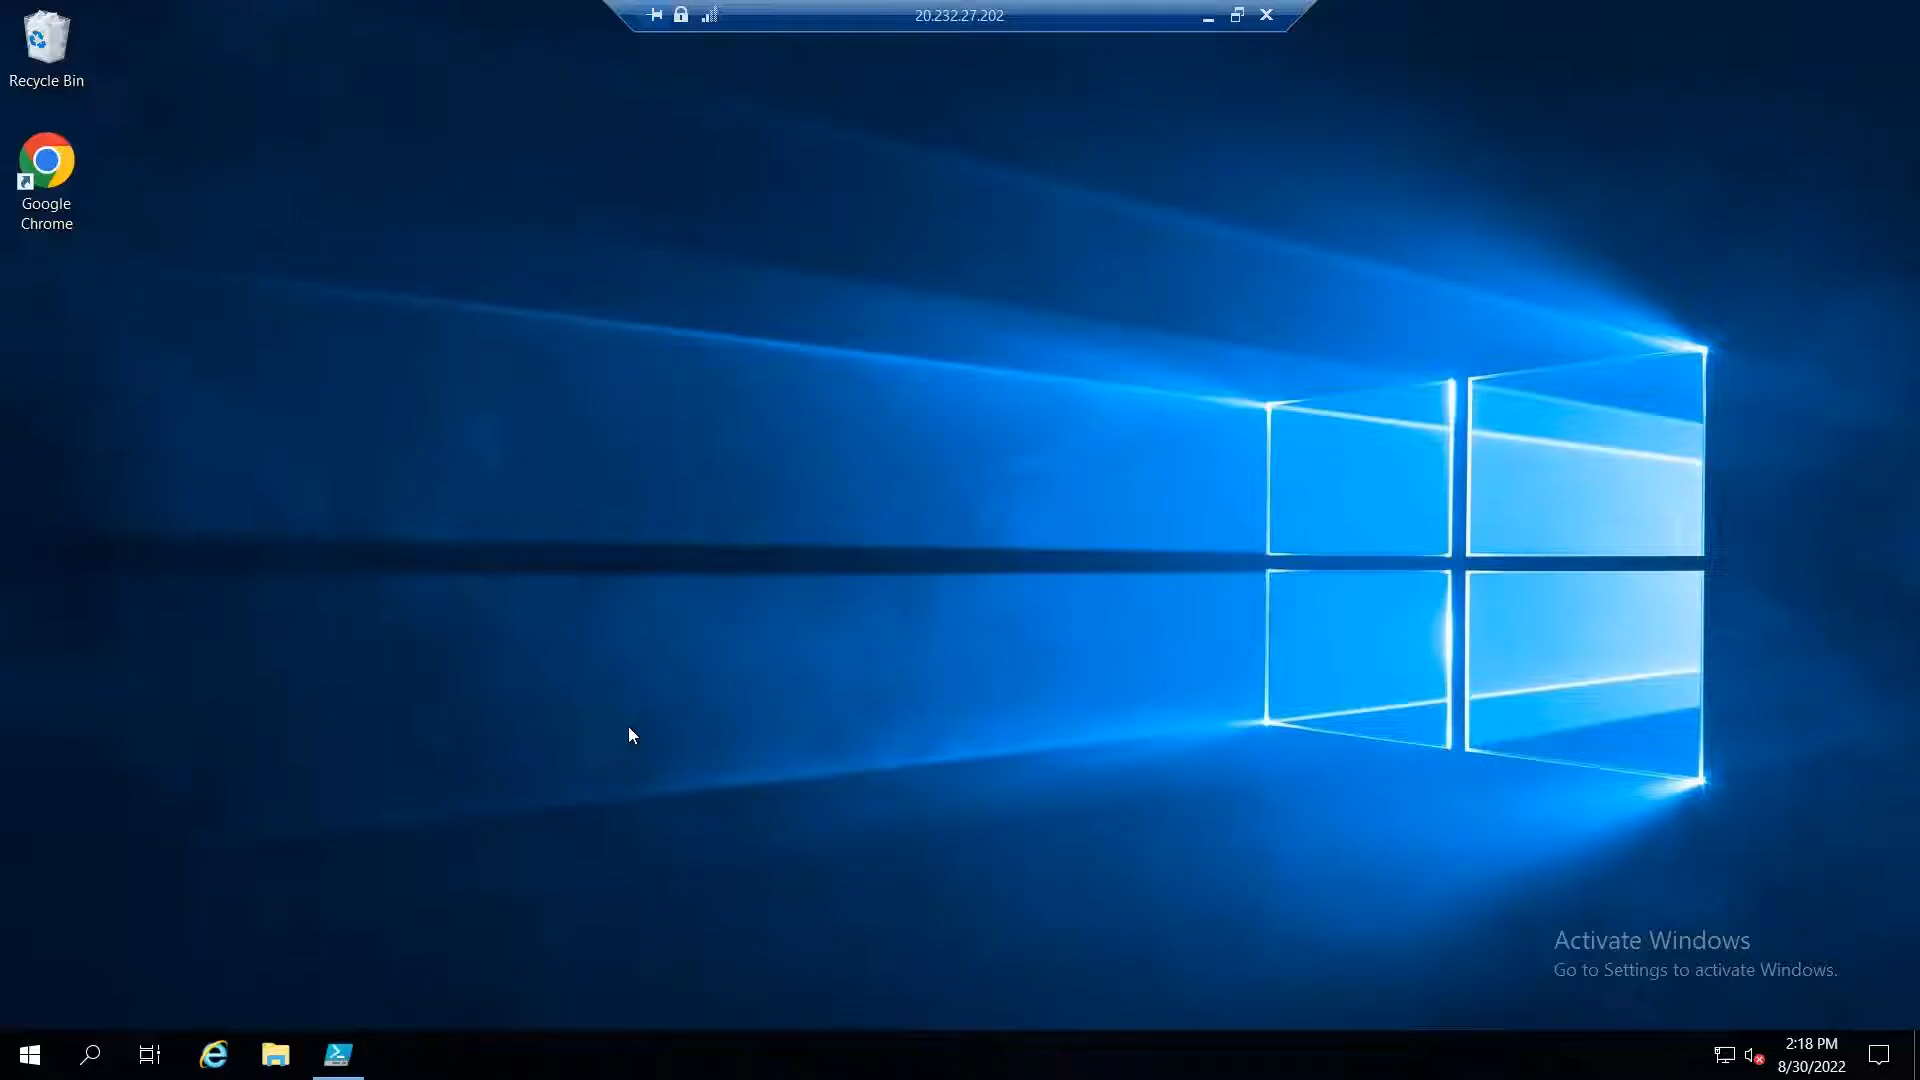 20.232.27.202
Recycle Bin
Google
Chrome
Activate Windows
Go to Settings to activate Windows.
2:18 PM
8/30/2022